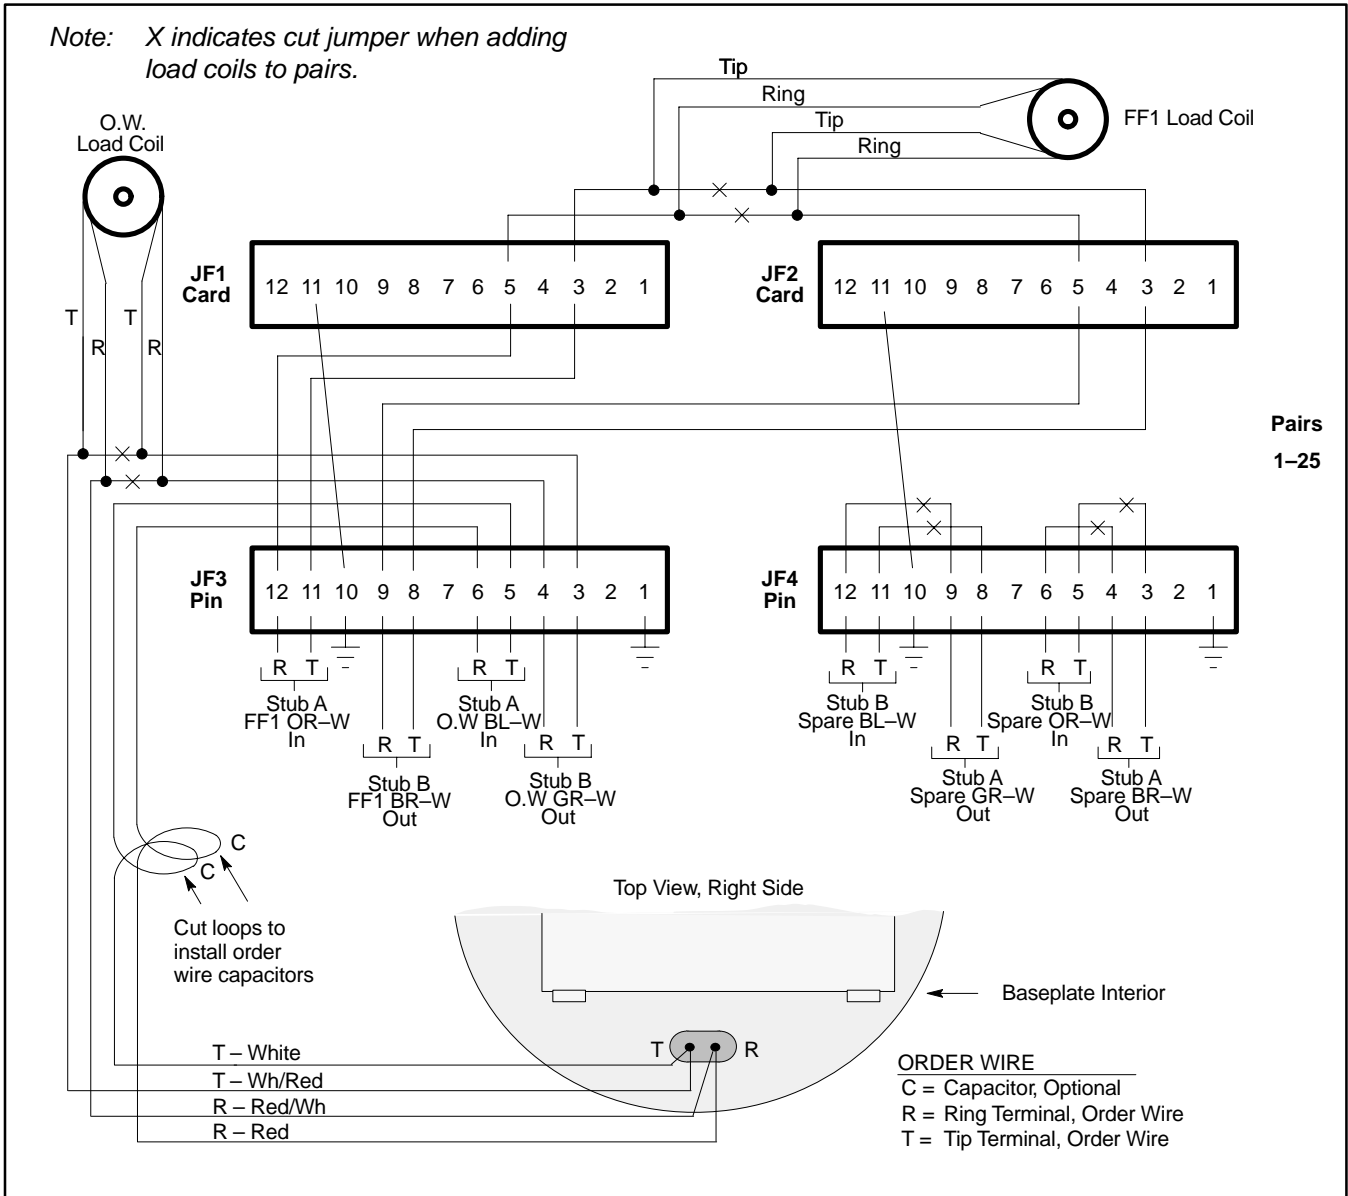 Note: X indicates cut jumper when adding
load coils to pairs.
Tip
Ring
Tip
Ring
FF1 Load Coil
O.W.
Load Coil
T
R
T
R
JF1
Card
12 11 10 9 8 7 6 5 4 3 2 1
JF2
Card
12 11 10 9 8 7 6 5 4 3 2 1
Pairs
1–25
JF3
Pin
12 11 10 9 8 7 6 5 4 3 2 1
JF4
Pin
12 11 10 9 8 7 6 5 4 3 2 1
R T
Stub A
FF1 OR–W
In
R T
Stub B
FF1 BR–W
Out
R T
Stub A
O.W BL–W
In
R T
Stub B
O.W GR–W
Out
R T
Stub B
Spare BL–W
In
R T
Stub A
Spare GR–W
Out
R T
Stub B
Spare OR–W
In
R T
Stub A
Spare BR–W
Out
C
C
Cut loops to
install order
wire capacitors
Top View, Right Side
Baseplate Interior
T R
T – White
T – Wh/Red
R – Red/Wh
R – Red
ORDER WIRE
C = Capacitor, Optional
R = Ring Terminal, Order Wire
T = Tip Terminal, Order Wire